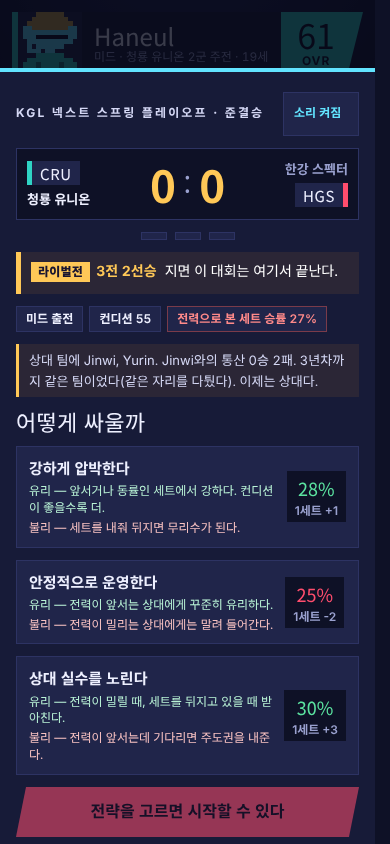 Haneul
미드 · 청룡 유니온 2군 주전 · 19세
61
OVR
KGL 넥스트 스프링 플레이오프 · 준결승
소리 켜짐
CRU
청룡 유니온
0 : 0
한강 스펙터
HGS
라이벌전 3전 2선승 지면 이 대회는 여기서 끝난다.
미드 출전
컨디션 55
전력으로 본 세트 승률 27%
상대 팀에 Jinwi, Yurin. Jinwi와의 통산 0승 2패. 3년차까
지 같은 팀이었다(같은 자리를 다퉜다). 이제는 상대다.
어떻게 싸울까
강하게 압박한다
유리 — 앞서거나 동률인 세트에서 강하다. 컨디션
이 좋을수록 더.
불리 — 세트를 내줘 뒤지면 무리수가 된다.
28%
1세트 +1
안정적으로 운영한다
유리 — 전력이 앞서는 상대에게 꾸준히 유리하다.
불리 — 전력이 밀리는 상대에게는 말려 들어간다.
25%
1세트 -2
상대 실수를 노린다
유리 — 전력이 밀릴 때, 세트를 뒤지고 있을 때 받
아친다.
불리 — 전력이 앞서는데 기다리면 주도권을 내준
다.
30%
1세트 +3
전략을 고르면 시작할 수 있다